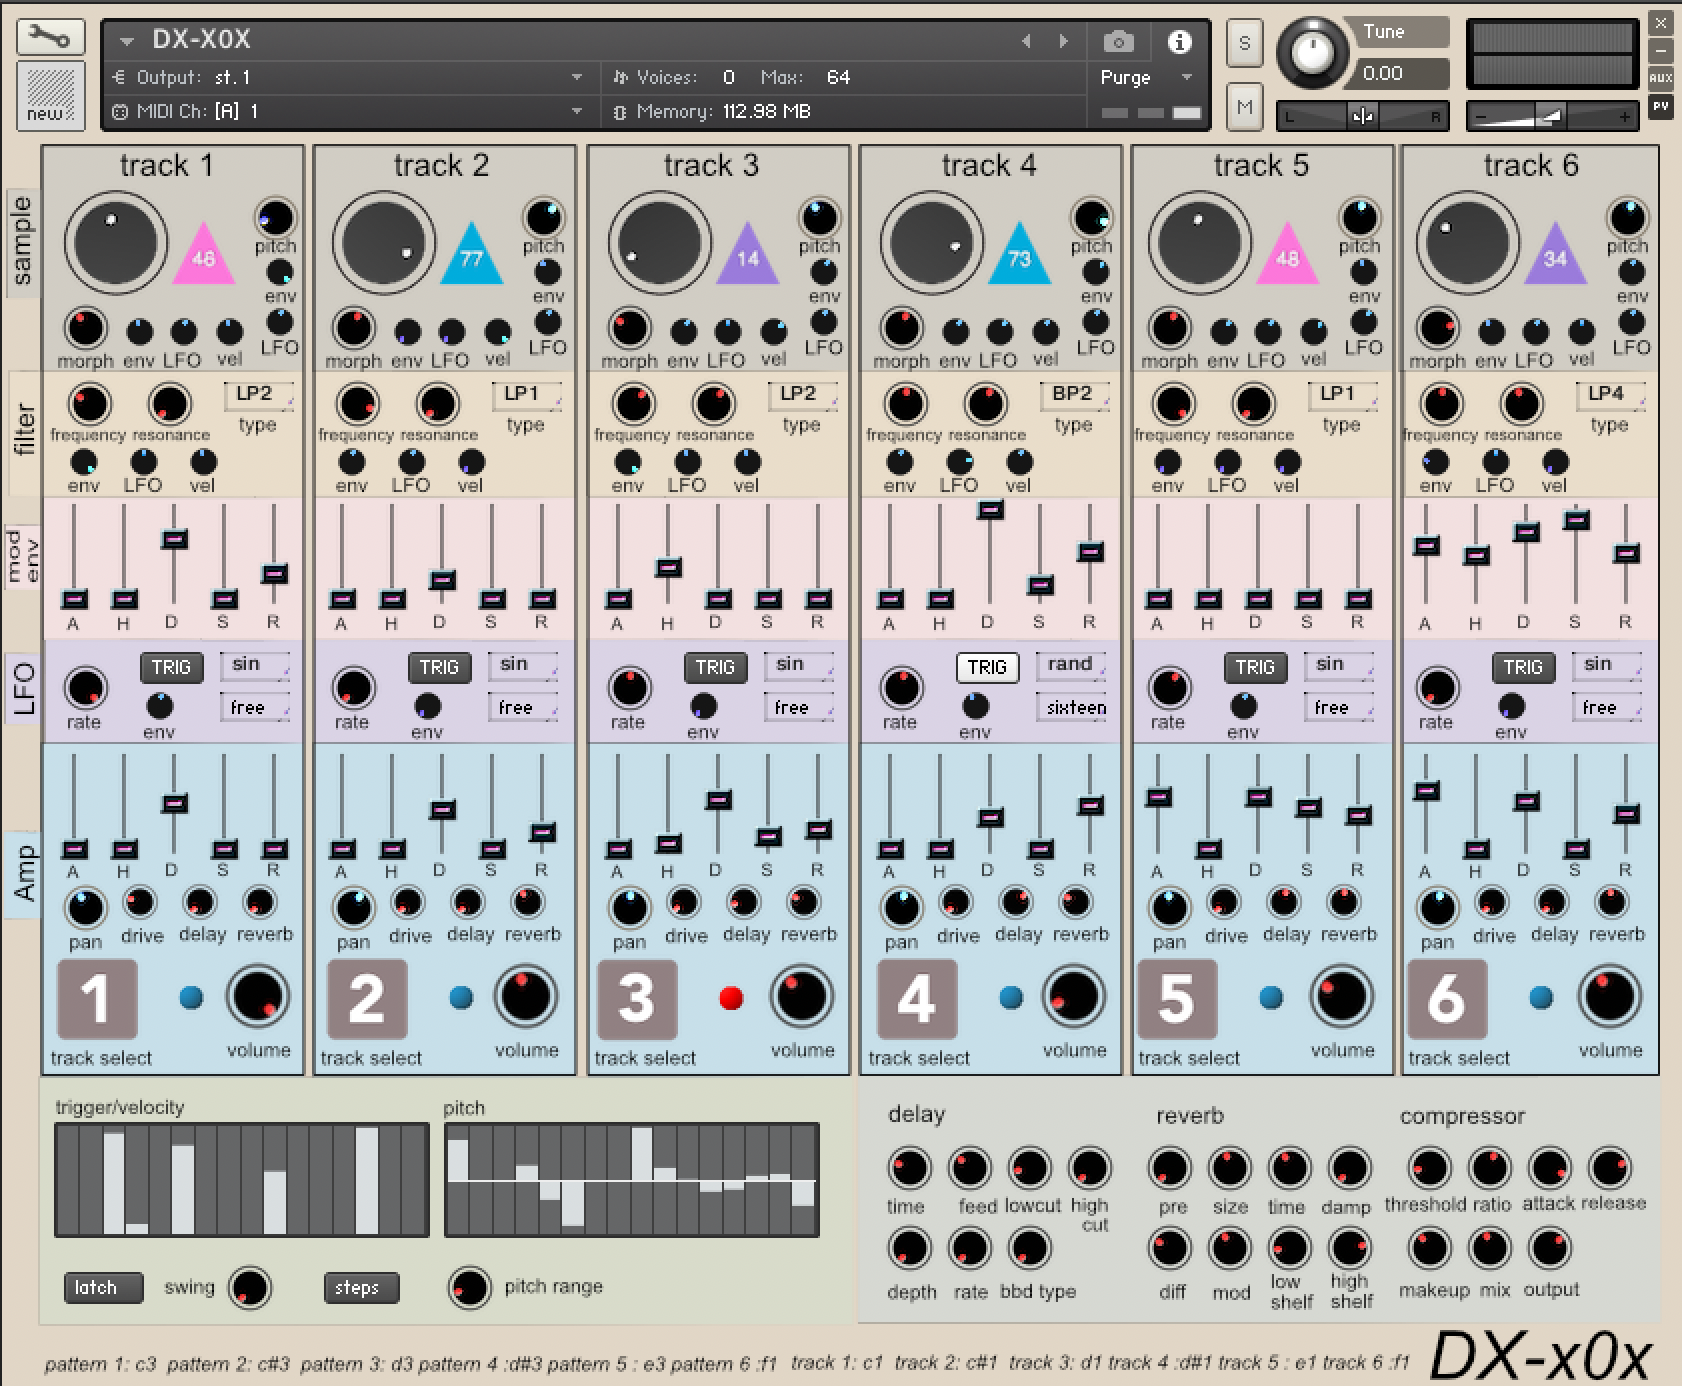 DX-X0X
Output: st. 1
Voices: 0 Max: 64
Purge
MIDI Ch: [A] 1
Memory: 112.98 MB
new
S
M
Tune
0.00
L R
- +
X
-
AUX
PV
track 1 track 2 track 3 track 4 track 5 track 6
sample
46 77 14 73 48 34
pitch pitch pitch pitch pitch pitch
env env env env env env
LFO LFO LFO LFO LFO LFO
morph env LFO vel morph env LFO vel morph env LFO vel morph env LFO vel morph env LFO vel morph env LFO vel
filter
LP2 LP1 LP2 BP2 LP1 LP4
type type type type type type
frequency resonance frequency resonance frequency resonance frequency resonance frequency resonance frequency resonance
env LFO vel env LFO vel env LFO vel env LFO vel env LFO vel env LFO vel
mod
env
A H D S R A H D S R A H D S R A H D S R A H D S R A H D S R
LFO
TRIG sin TRIG sin TRIG sin TRIG rand TRIG sin TRIG sin
free free free sixteen free free
rate env rate env rate env rate env rate env rate env
Amp
A H D S R A H D S R A H D S R A H D S R A H D S R A H D S R
pan drive delay reverb pan drive delay reverb pan drive delay reverb pan drive delay reverb pan drive delay reverb pan drive delay reverb
1 2 3 4 5 6
track select volume track select volume track select volume track select volume track select volume track select volume
trigger/velocity
pitch
latch
swing
steps
pitch range
delay
time feed lowcut high
cut
depth rate bbd type
reverb
pre size time damp
diff mod low
shelf high
shelf
compressor
threshold ratio attack release
makeup mix output
pattern 1: c3 pattern 2: c#3 pattern 3: d3 pattern 4 :d#3 pattern 5 : e3 pattern 6 :f1 track 1: c1 track 2: c#1 track 3: d1 track 4 :d#1 track 5 : e1 track 6 :f1
DX-x0x